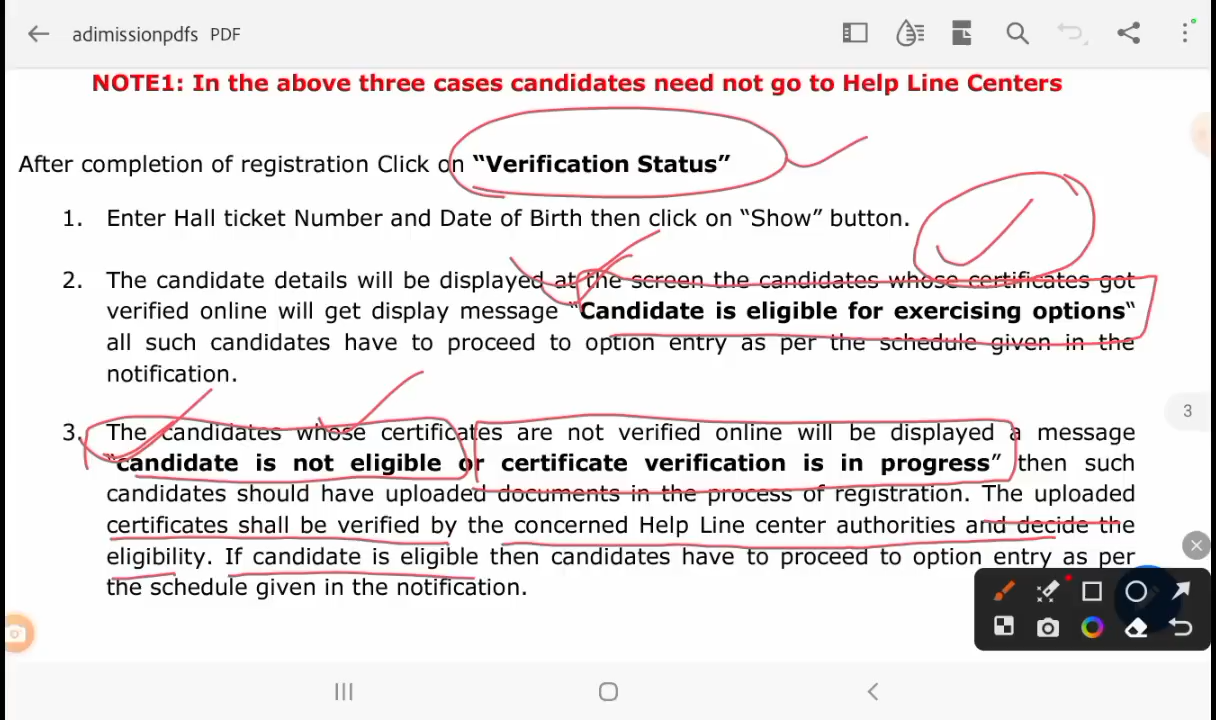 adimissionpdfs PDF
NOTE1: In the above three cases candidates need not go to Help Line Centers
After completion of registration Click on “Verification Status”
1. Enter Hall ticket Number and Date of Birth then click on “Show” button.
2. The candidate details will be displayed at the screen the candidates whose certificates got
verified online will get display message “Candidate is eligible for exercising options“
all such candidates have to proceed to option entry as per the schedule given in the
notification.
3. The candidates whose certificates are not verified online will be displayed a message
“candidate is not eligible or certificate verification is in progress” then such
candidates should have uploaded documents in the process of registration. The uploaded
certificates shall be verified by the concerned Help Line center authorities and decide the
eligibility. If candidate is eligible then candidates have to proceed to option entry as per
the schedule given in the notification.
3